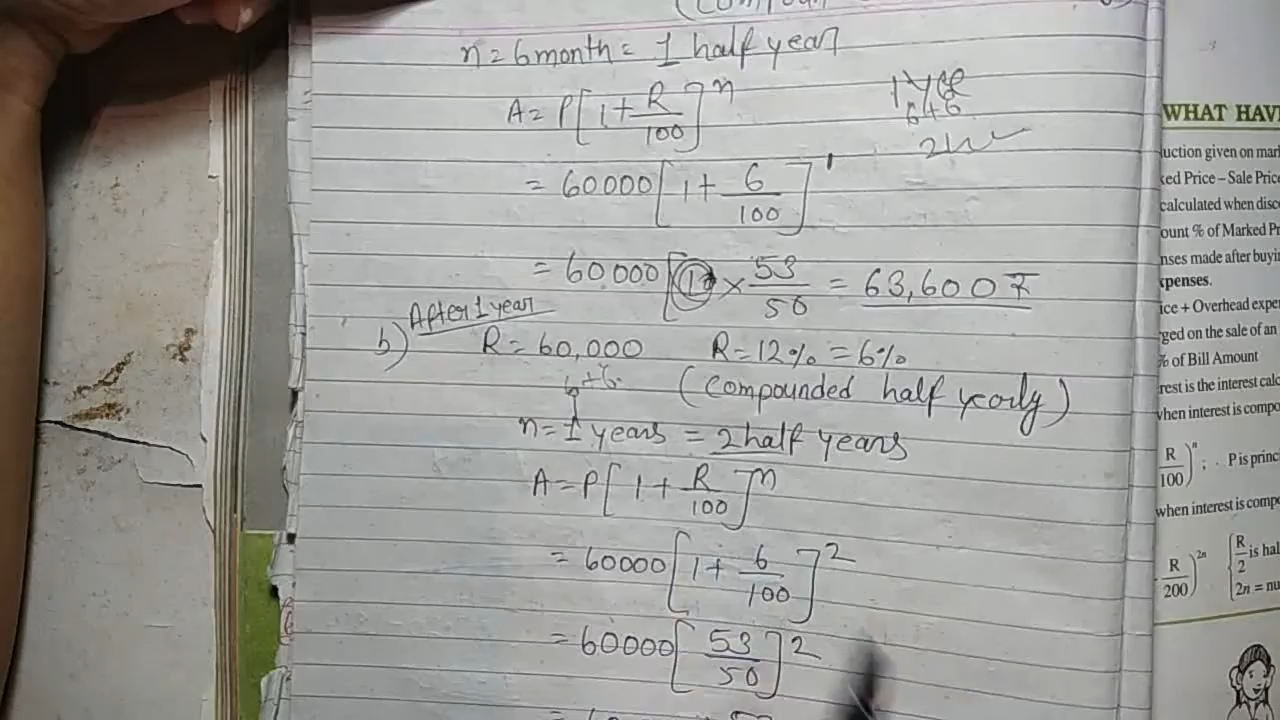 n = 6 month = 1 half year
A = P[1+R/100]^n
= 60000[1+6/100]^1
6+6
= 60000[1 × 53/50 = 63,600₹
b) After 1 year
R = 60,000 R = 12% = 6%
6+6
(compounded half yearly)
n = 1 years = 2 half years
A = P[1+R/100]^n
= 60000[1+6/100]^2
= 60000[53/50]^2
WHAT HAV
uction given on mar
ked Price – Sale Price
calculated when disc
ount % of Marked Pr
nses made after buyi
xpenses.
ice + Overhead expe
ged on the sale of an
% of Bill Amount
rest is the interest calc
when interest is compo
R/100)^n ; . P is princ
when interest is compo
R/200)^2n {R/2 is hal
2n = nu